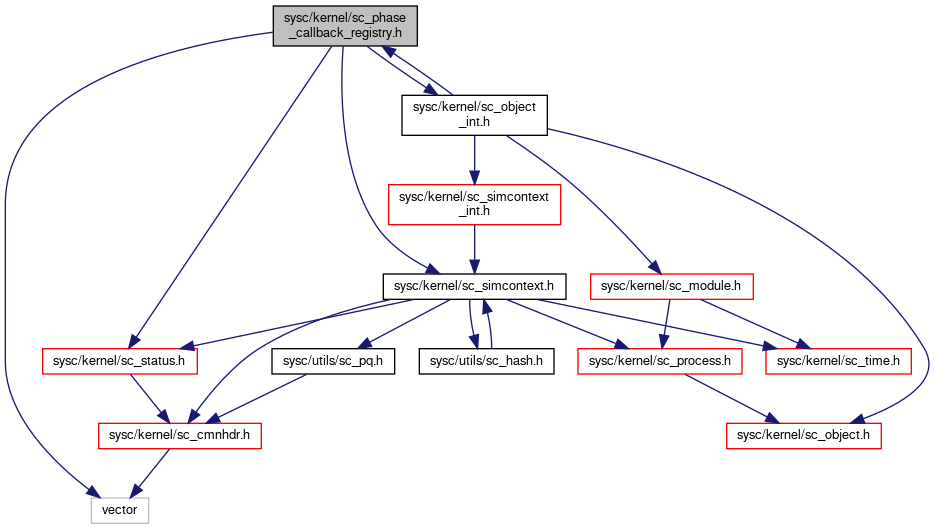 sysc/kernel/sc_phase
_callback_registry.h
sysc/kernel/sc_object
_int.h
sysc/kernel/sc_simcontext
_int.h
sysc/kernel/sc_simcontext.h
sysc/kernel/sc_module.h
sysc/kernel/sc_status.h
sysc/utils/sc_pq.h
sysc/utils/sc_hash.h
sysc/kernel/sc_process.h
sysc/kernel/sc_time.h
sysc/kernel/sc_cmnhdr.h
sysc/kernel/sc_object.h
vector